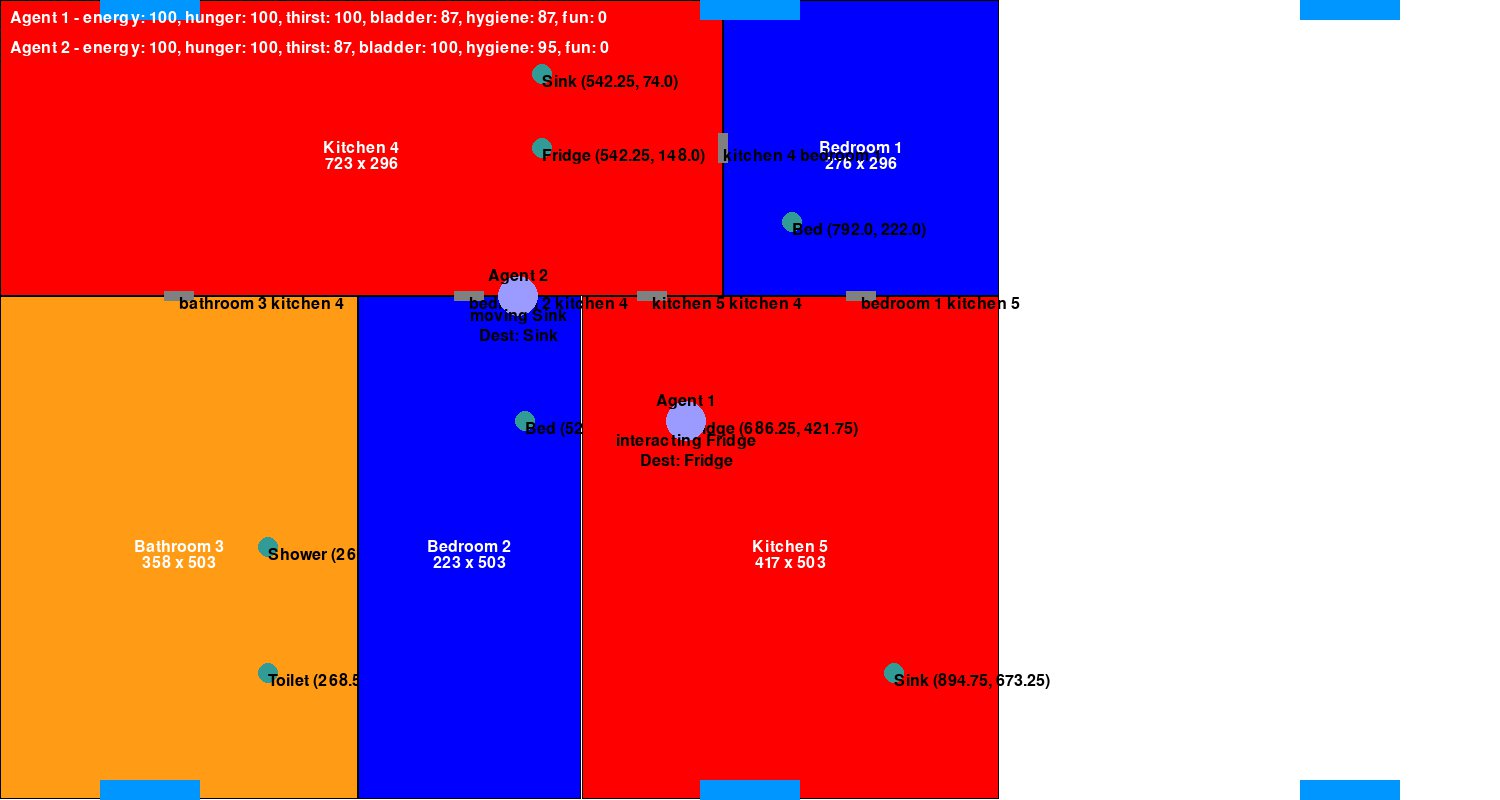 Agent 1 - energy: 100, hunger: 100, thirst: 100, bladder: 87, hygiene: 87, fun: 0
Agent 2 - energy: 100, hunger: 100, thirst: 87, bladder: 100, hygiene: 95, fun: 0
Sink (542.25, 74.0)
Kitchen 4
723 x 296
Fridge (542.25, 148.0)
kitchen 4 bedroom
Bedroom 1
276 x 296
Bed (792.0, 222.0)
Agent 2
bathroom 3 kitchen 4
2 kitchen 4
kitchen 5 kitchen 4
bedroom 1 kitchen 5
moving Sink
Dest: Sink
Agent 1
Bed (52
dge (686.25, 421.75)
interacting Fridge
Dest: Fridge
Bathroom 3
358 x 503
Shower (26
Bedroom 2
223 x 503
Kitchen 5
417 x 503
Toilet (268.5
Sink (894.75, 673.25)